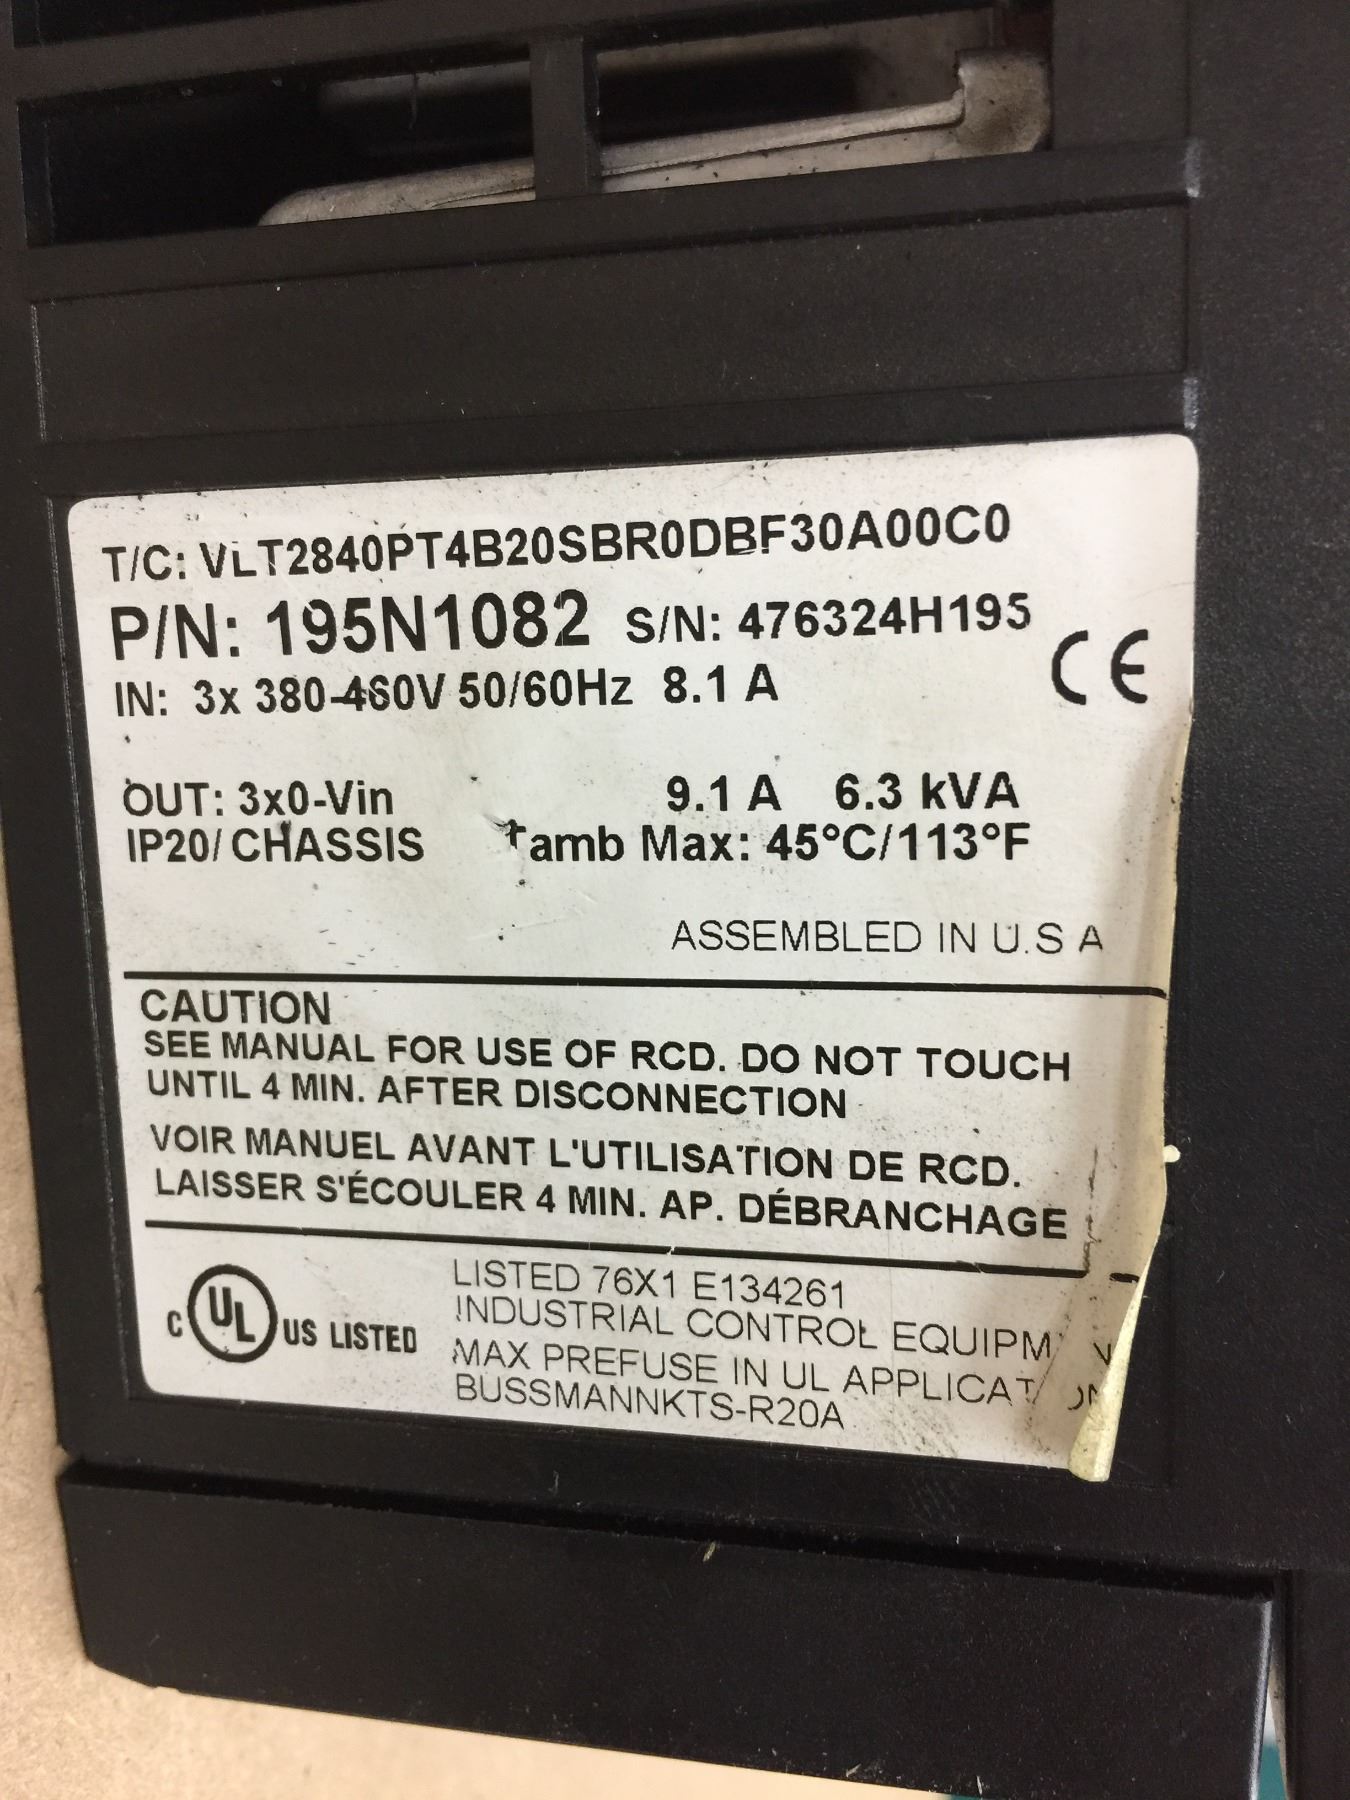 T/C: VLT2840PT4B20SBR0DBF30A00C0
P/N: 195N1082 S/N: 476324H195
IN: 3x 380-460V 50/60Hz 8.1 A
CE
OUT: 3x0-Vin 9.1 A 6.3 kVA
IP20/CHASSIS Tamb Max: 45°C/113°F
ASSEMBLED IN U.S A
CAUTION
SEE MANUAL FOR USE OF RCD. DO NOT TOUCH
UNTIL 4 MIN. AFTER DISCONNECTION
VOIR MANUEL AVANT L'UTILISATION DE RCD.
LAISSER S'ÉCOULER 4 MIN. AP. DÉBRANCHAGE
C UL US LISTED
LISTED 76X1 E134261
INDUSTRIAL CONTROL
MAX PREFUSE IN UL
BUSSMANNKTS-R20A